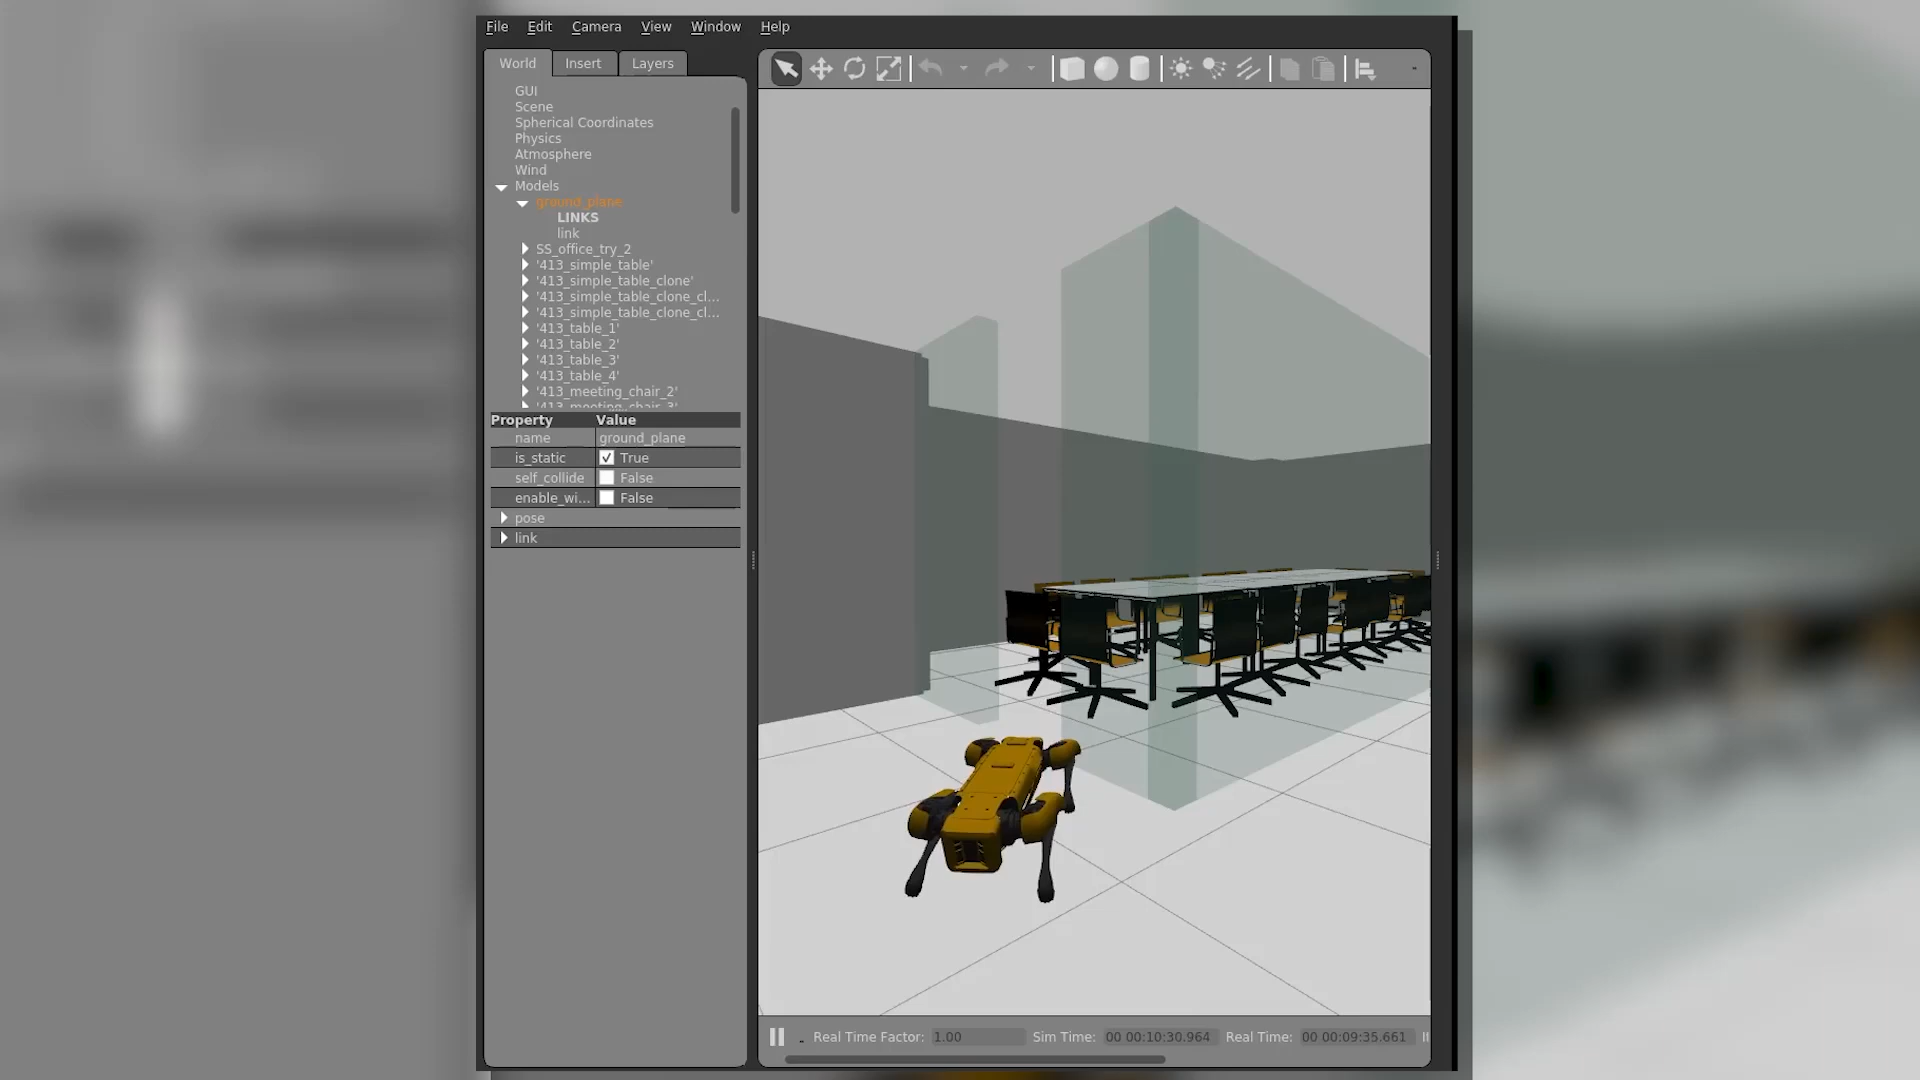 File Edit Camera View Window Help
World Insert Layers
GUI
Scene
Spherical Coordinates
Physics
Atmosphere
Wind
Models
ground_plane
LINKS
link
SS_office_try_2
'413_simple_table'
'413_simple_table_clone'
'413_simple_table_clone_cl...
'413_simple_table_clone_cl...
'413_table_1'
'413_table_2'
'413_table_3'
'413_table_4'
'413_meeting_chair_2'
'413_meeting_chair_3'
Property Value
name ground_plane
is_static True
self_collide False
enable_wi... False
pose
link
Real Time Factor: 1.00 Sim Time: 00 00:10:30.964 Real Time: 00 00:09:35.661